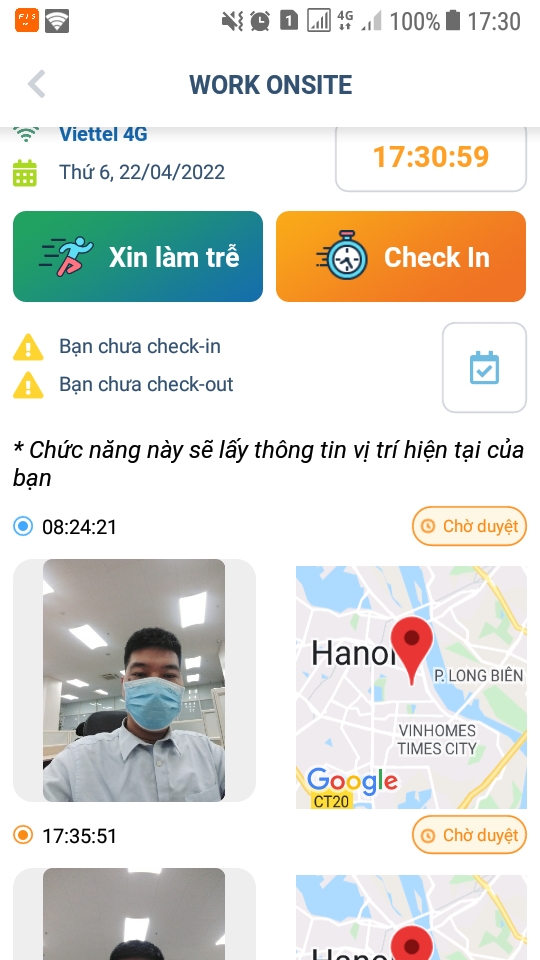 1 4G 100% 17:30
WORK ONSITE
Viettel 4G
Thứ 6, 22/04/2022
17:30:59
Xin làm trễ
Check In
Bạn chưa check-in
Bạn chưa check-out
* Chức năng này sẽ lấy thông tin vị trí hiện tại của
bạn
08:24:21
Chờ duyệt
Hanoi
P. LONG BIÊN
VINHOMES
TIMES CITY
Google
CT20
17:35:51
Chờ duyệt
Hanoi